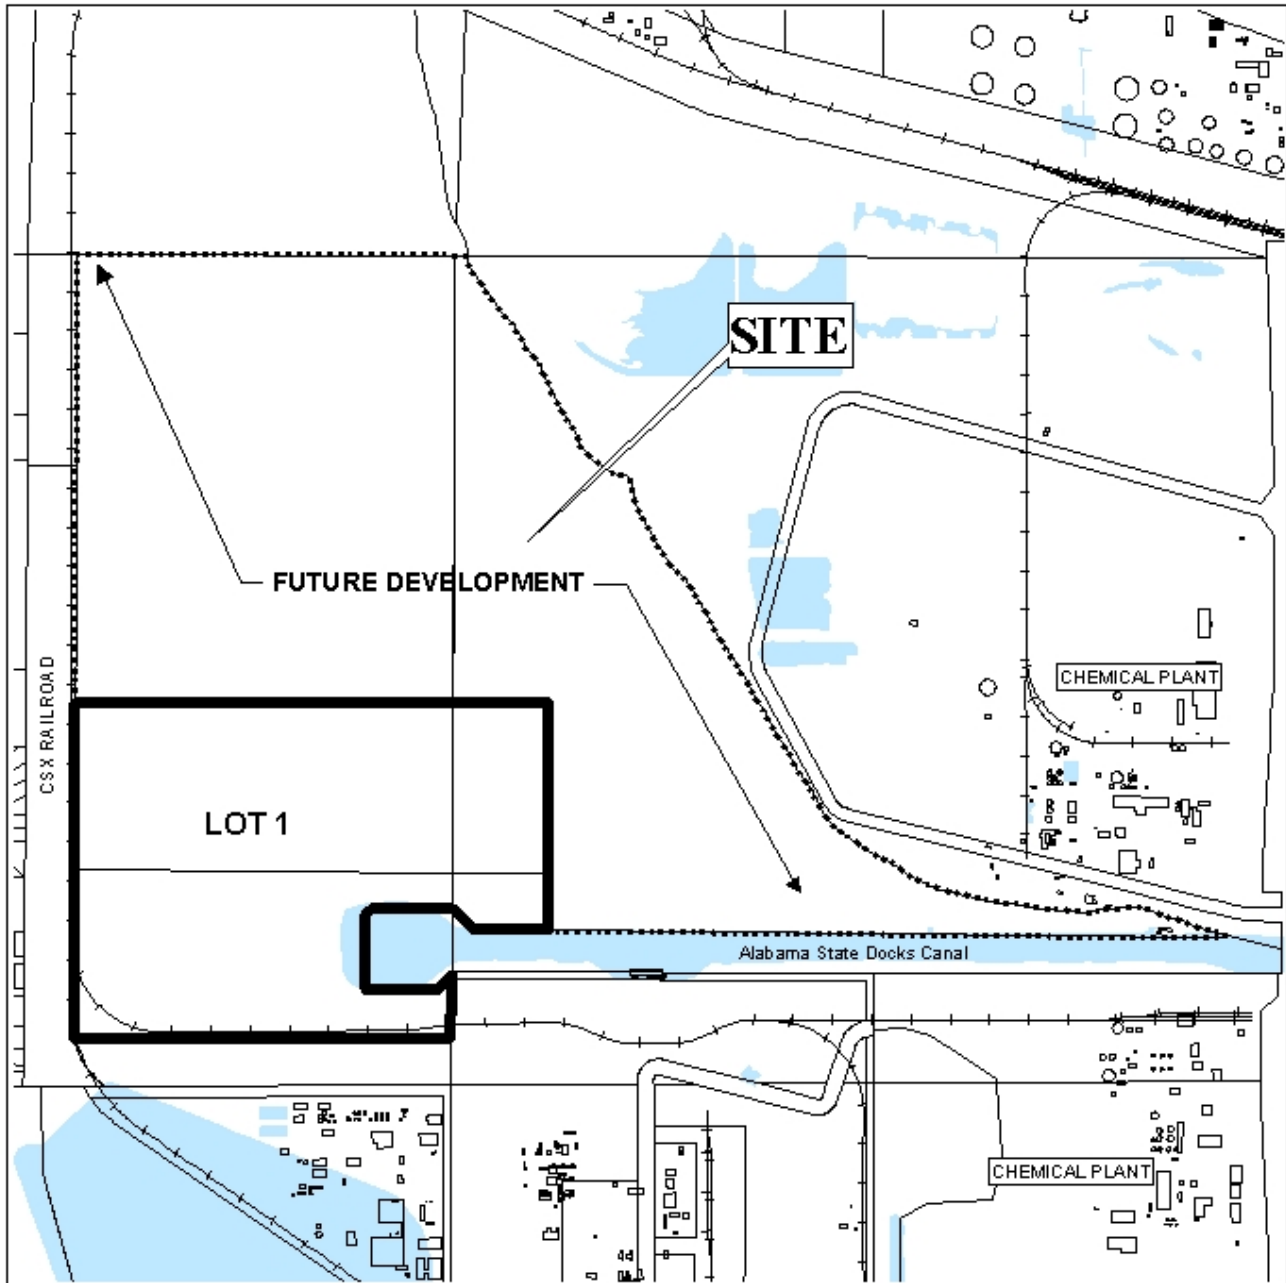 SITE
FUTURE DEVELOPMENT
CHEMICAL PLANT
CSX RAILROAD
LOT 1
Alabama State Docks Canal
CHEMICAL PLANT